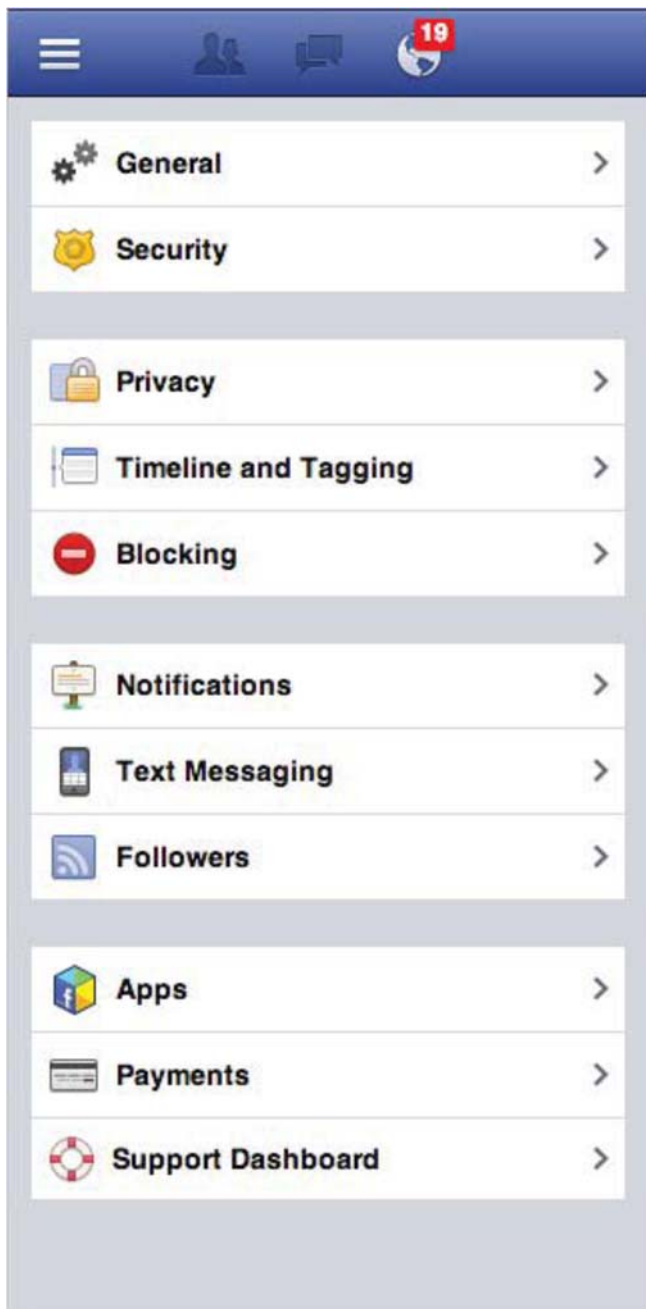 19
General
Security
Privacy
Timeline and Tagging
Blocking
Notifications
Text Messaging
Followers
Apps
Payments
Support Dashboard